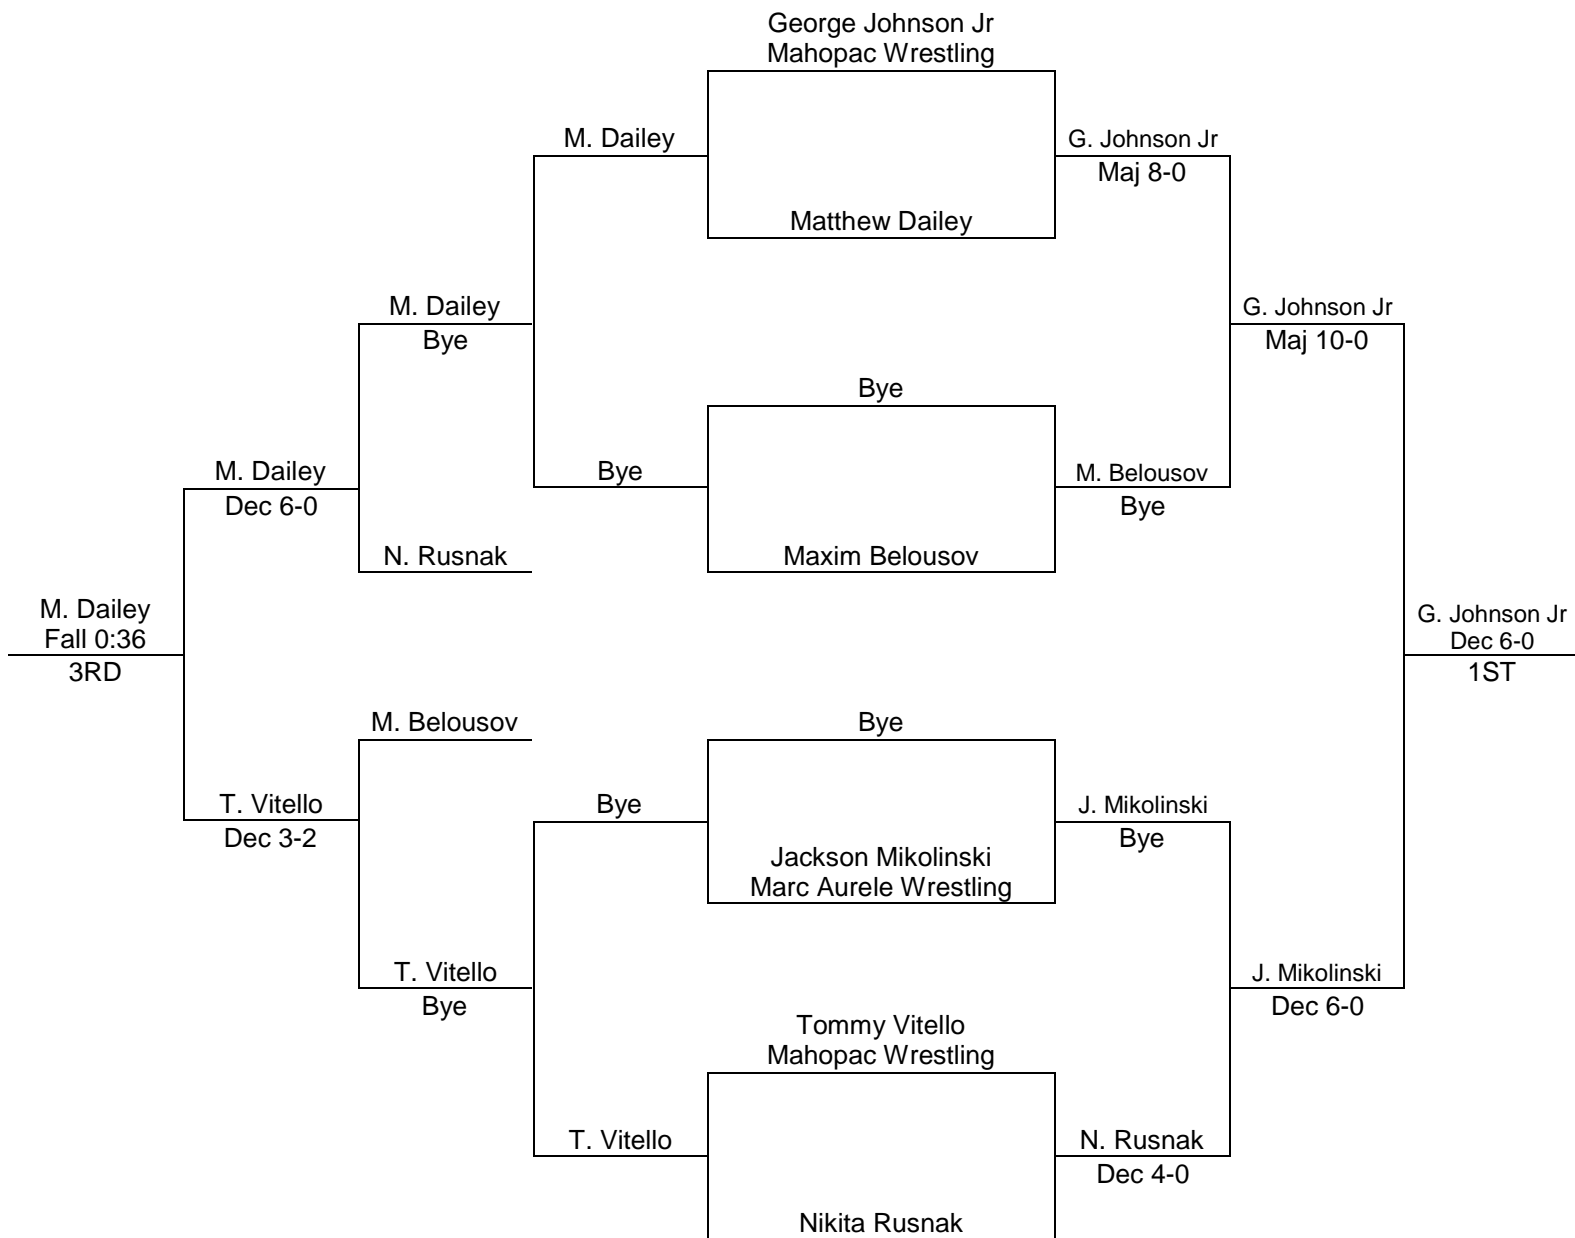 George Johnson Jr
Mahopac Wrestling
M. Dailey
G. Johnson Jr
Maj 8-0
Matthew Dailey
M. Dailey
Bye
G. Johnson Jr
Maj 10-0
Bye
M. Dailey
Dec 6-0
Bye
M. Belousov
Bye
N. Rusnak
Maxim Belousov
M. Dailey
Fall 0:36
3RD
G. Johnson Jr
Dec 6-0
1ST
M. Belousov
Bye
T. Vitello
Dec 3-2
Bye
J. Mikolinski
Bye
Jackson Mikolinski
Marc Aurele Wrestling
T. Vitello
Bye
J. Mikolinski
Dec 6-0
Tommy Vitello
Mahopac Wrestling
T. Vitello
N. Rusnak
Dec 4-0
Nikita Rusnak